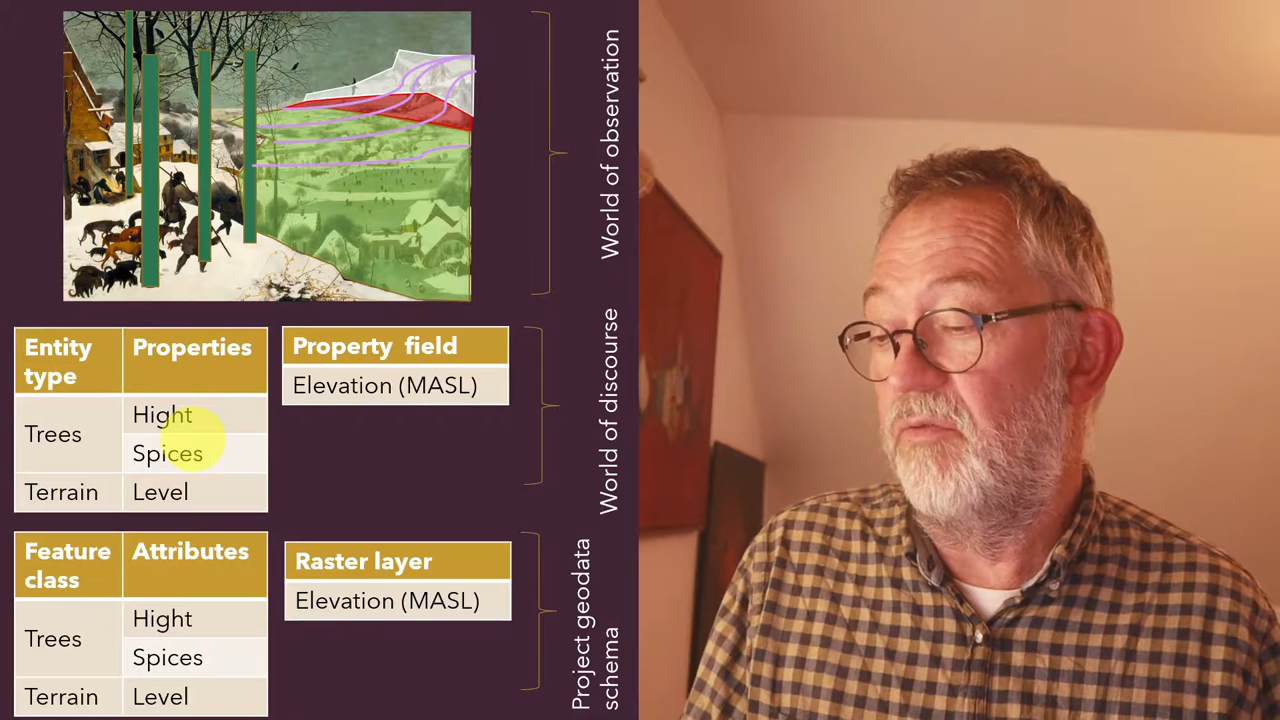 World of observation
Entity type
Properties
Trees
Hight
Spices
Terrain
Level
Property field
Elevation (MASL)
World of discourse
Feature class
Attributes
Trees
Hight
Spices
Terrain
Level
Raster layer
Elevation (MASL)
Project geodata
schema